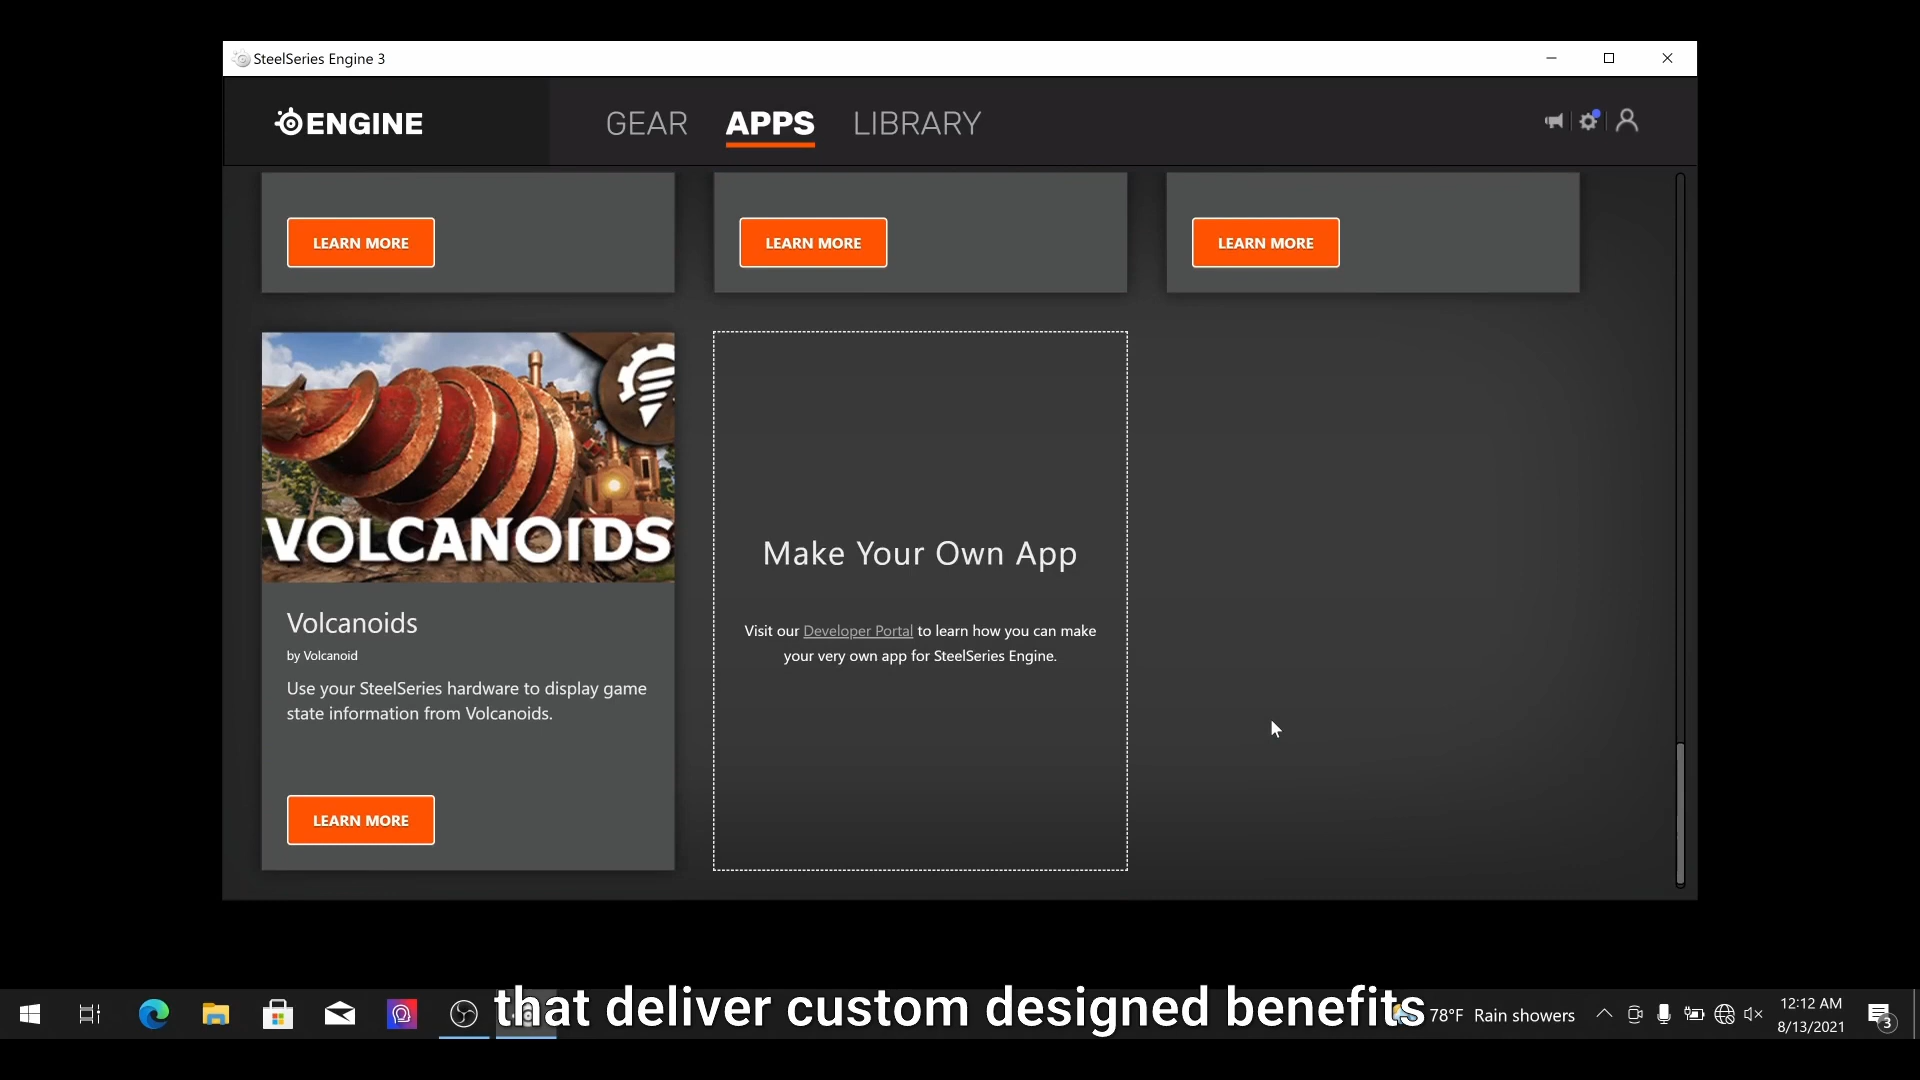 SteelSeries Engine 3
ENGINE
GEAR
APPS
LIBRARY
LEARN MORE
LEARN MORE
LEARN MORE
VOLCANOIDS
Volcanoids
by Volcanoid
Use your SteelSeries hardware to display game
state information from Volcanoids.
LEARN MORE
Make Your Own App
Visit our Developer Portal to learn how you can make
your very own app for SteelSeries Engine.
that deliver custom designed benefits
78°F Rain showers
12:12 AM
8/13/2021
3